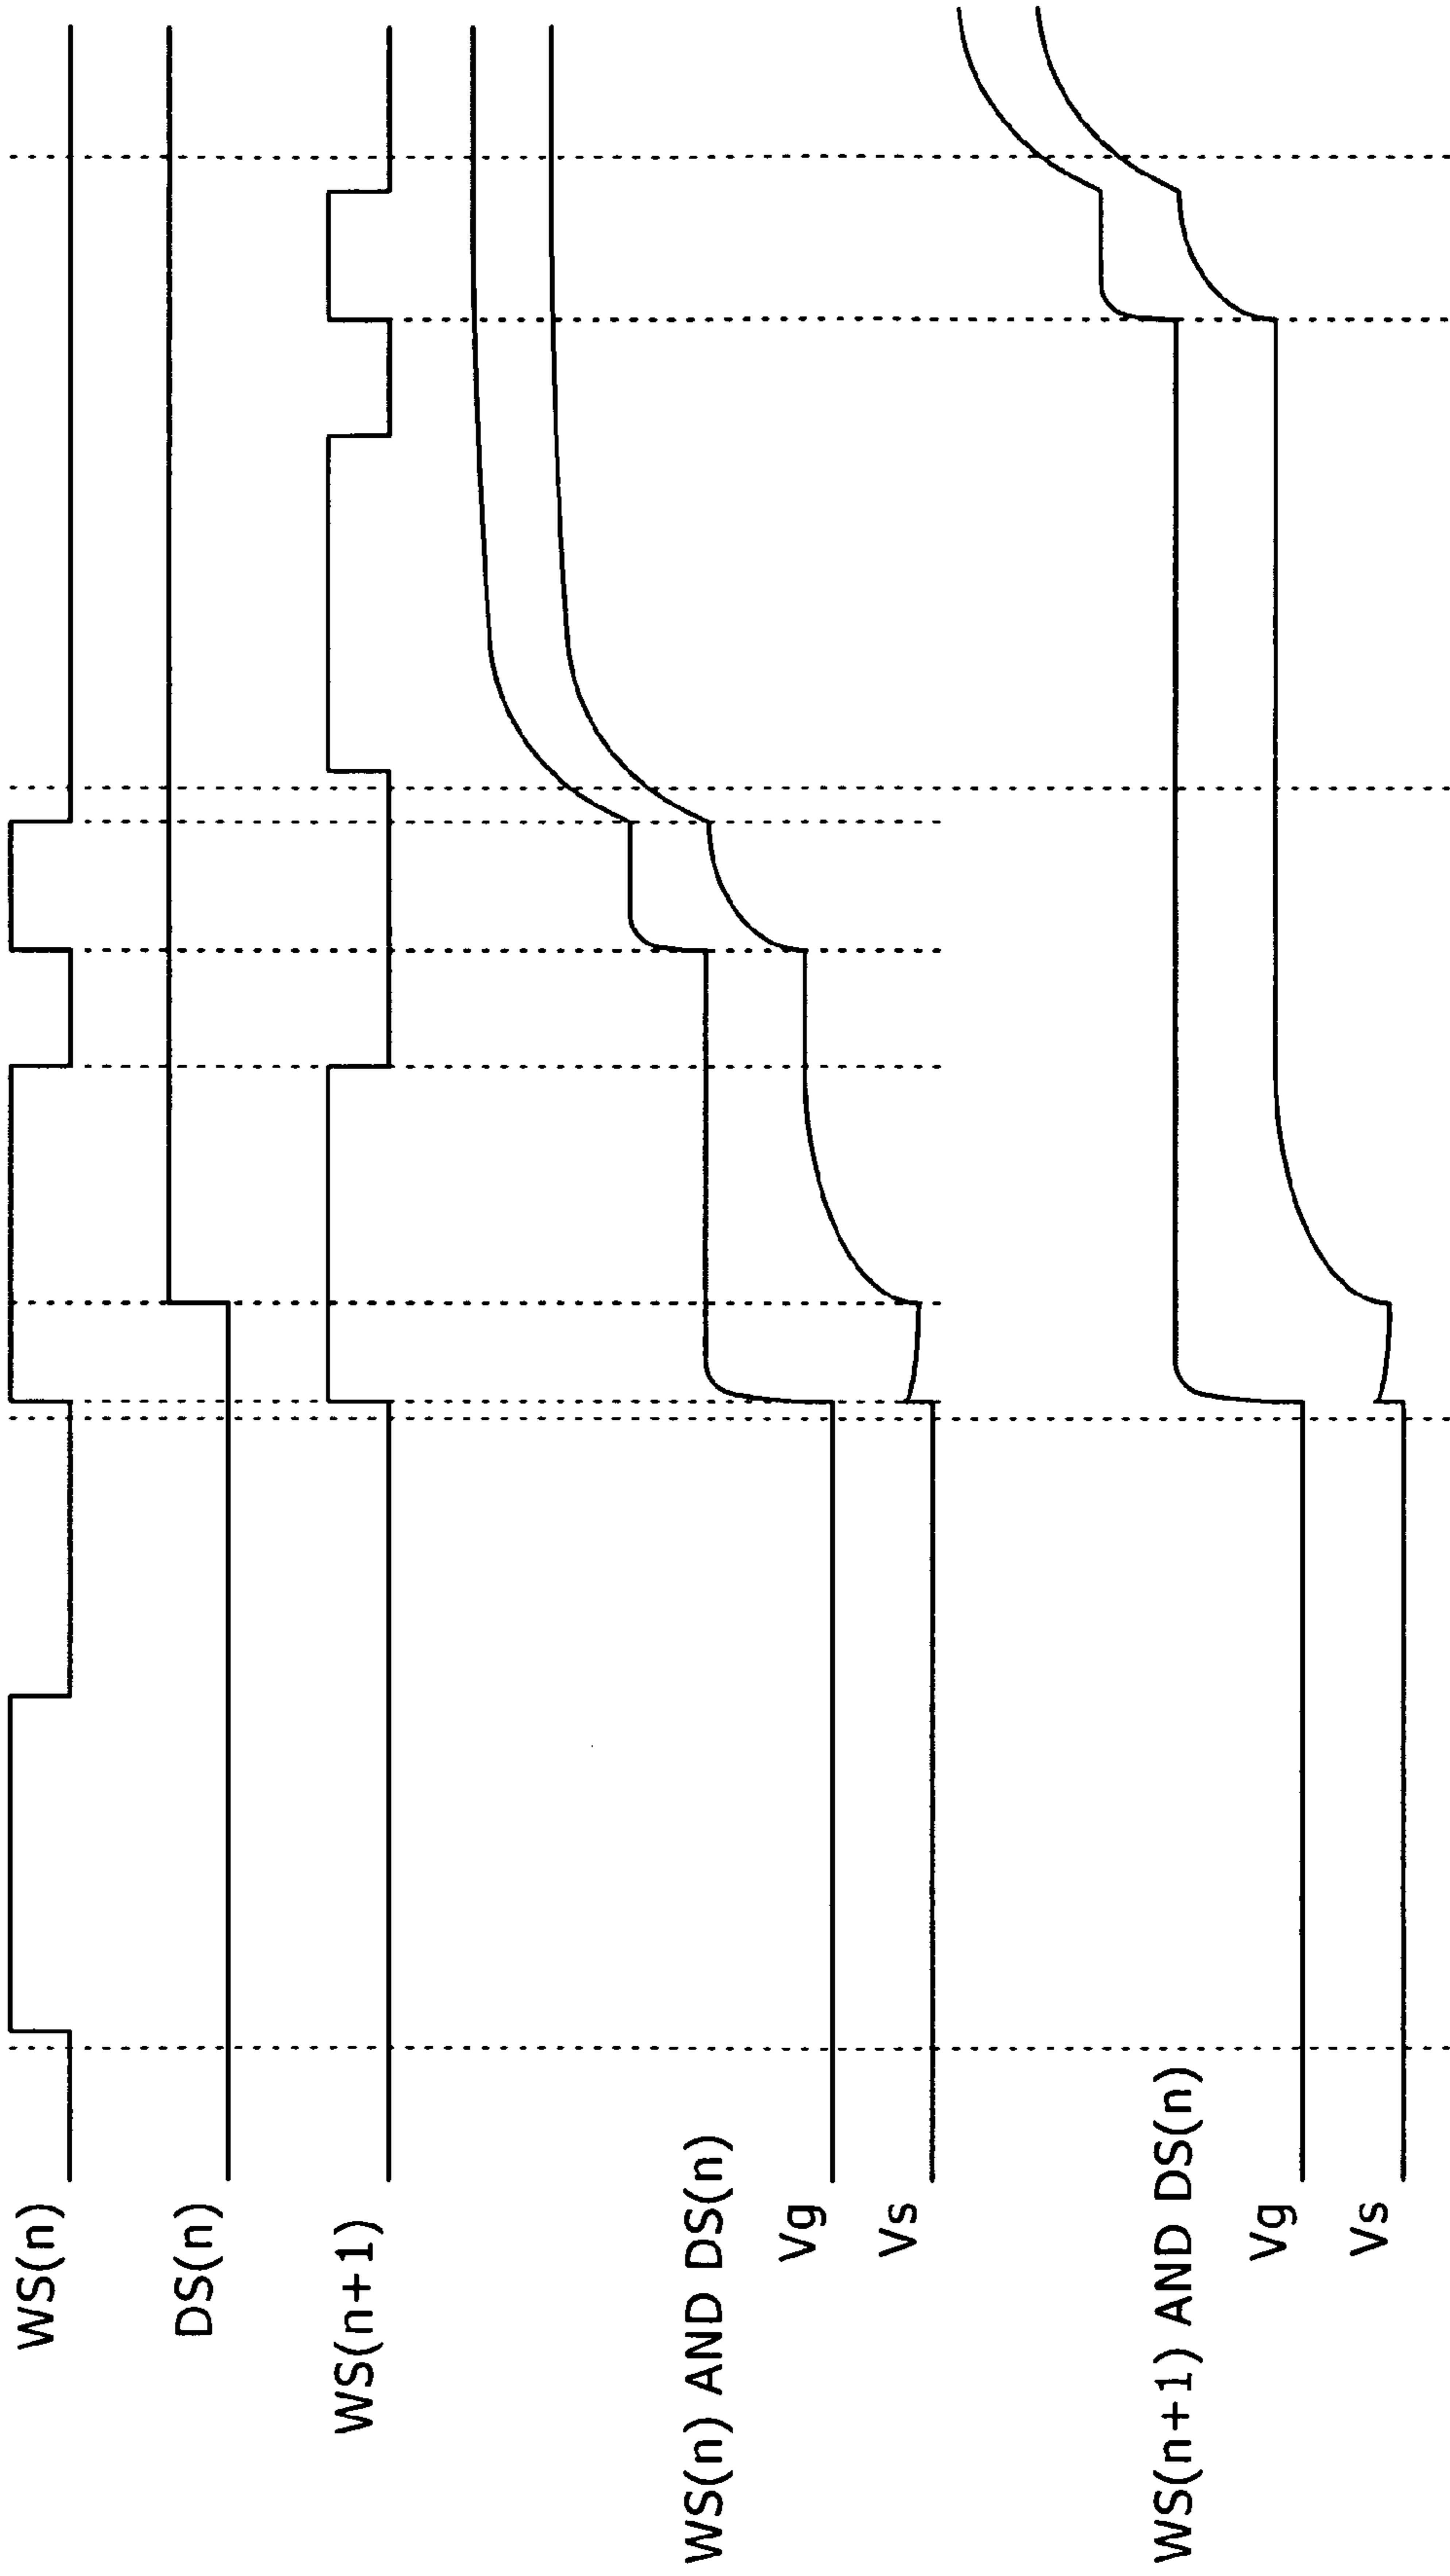 WS(n)
DS(n)
WS(n+1)
WS(n) AND DS(n)
Vg
Vs
WS(n+1) AND DS(n)
Vg
Vs